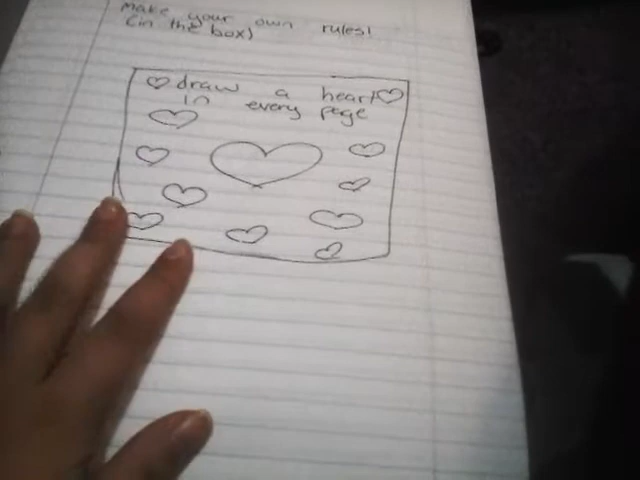 make your own rules!
(in the box)
draw a heart
in every page